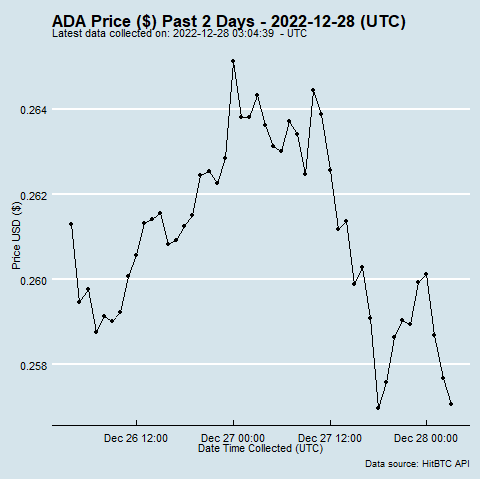 ADA Price ($) Past 2 Days - 2022-12-28 (UTC)
Latest data collected on: 2022-12-28 03:04:39 - UTC
0.264
0.262
0.260
0.258
Price USD ($)
Dec 26 12:00 Dec 27 00:00 Dec 27 12:00 Dec 28 00:00
Date Time Collected (UTC)
Data source: HitBTC API